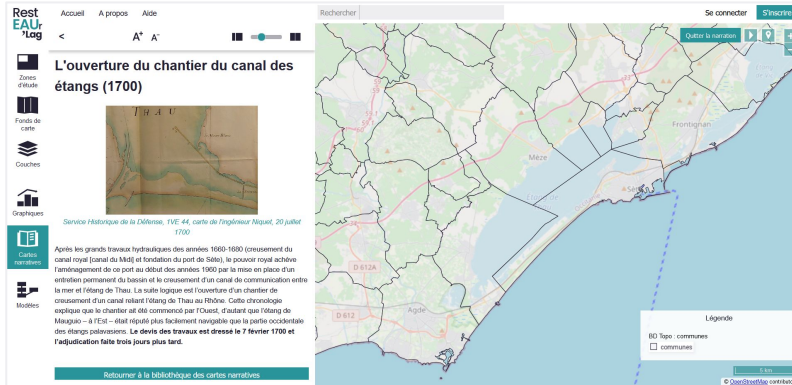 Rest
EAUr
'Lag
Accueil A propos Aide
Rechercher
Se connecter S'inscrire
< A+ A-
Quitter la narration
Zones
d'étude
Fonds de
carte
Couches
Graphiques
Cartes
narratives
Modèles
L'ouverture du chantier du canal des
étangs (1700)
THAU
Service Historique de la Défense, 1VE 44, carte de l'ingénieur Niquet, 20 juillet
1700
Après les grands travaux hydrauliques des années 1660-1680 (creusement du
canal royal [canal du Midi] et fondation du port de Sète), le pouvoir royal achève
l'aménagement de ce port au début des années 1960 par la mise en place d'un
entretien permanent du bassin et le creusement d'un canal de communication entre
la mer et l'étang de Thau. La suite logique est l'ouverture d'un chantier de
creusement d'un canal reliant l'étang de Thau au Rhône. Cette chronologie
explique que le chantier ait été commencé par l'Ouest, d'autant que l'étang de
Mauguio – à l'Est – était réputé plus facilement navigable que la partie occidentale
des étangs palavasiens. Le devis des travaux est dressé le 7 février 1700 et
l'adjudication faite trois jours plus tard.
Retourner à la bibliothèque des cartes narratives
Frontignan
Mèze
D 612A
D 612
Agde
Légende
BD Topo : communes
communes
5 km
© OpenStreetMap contributo